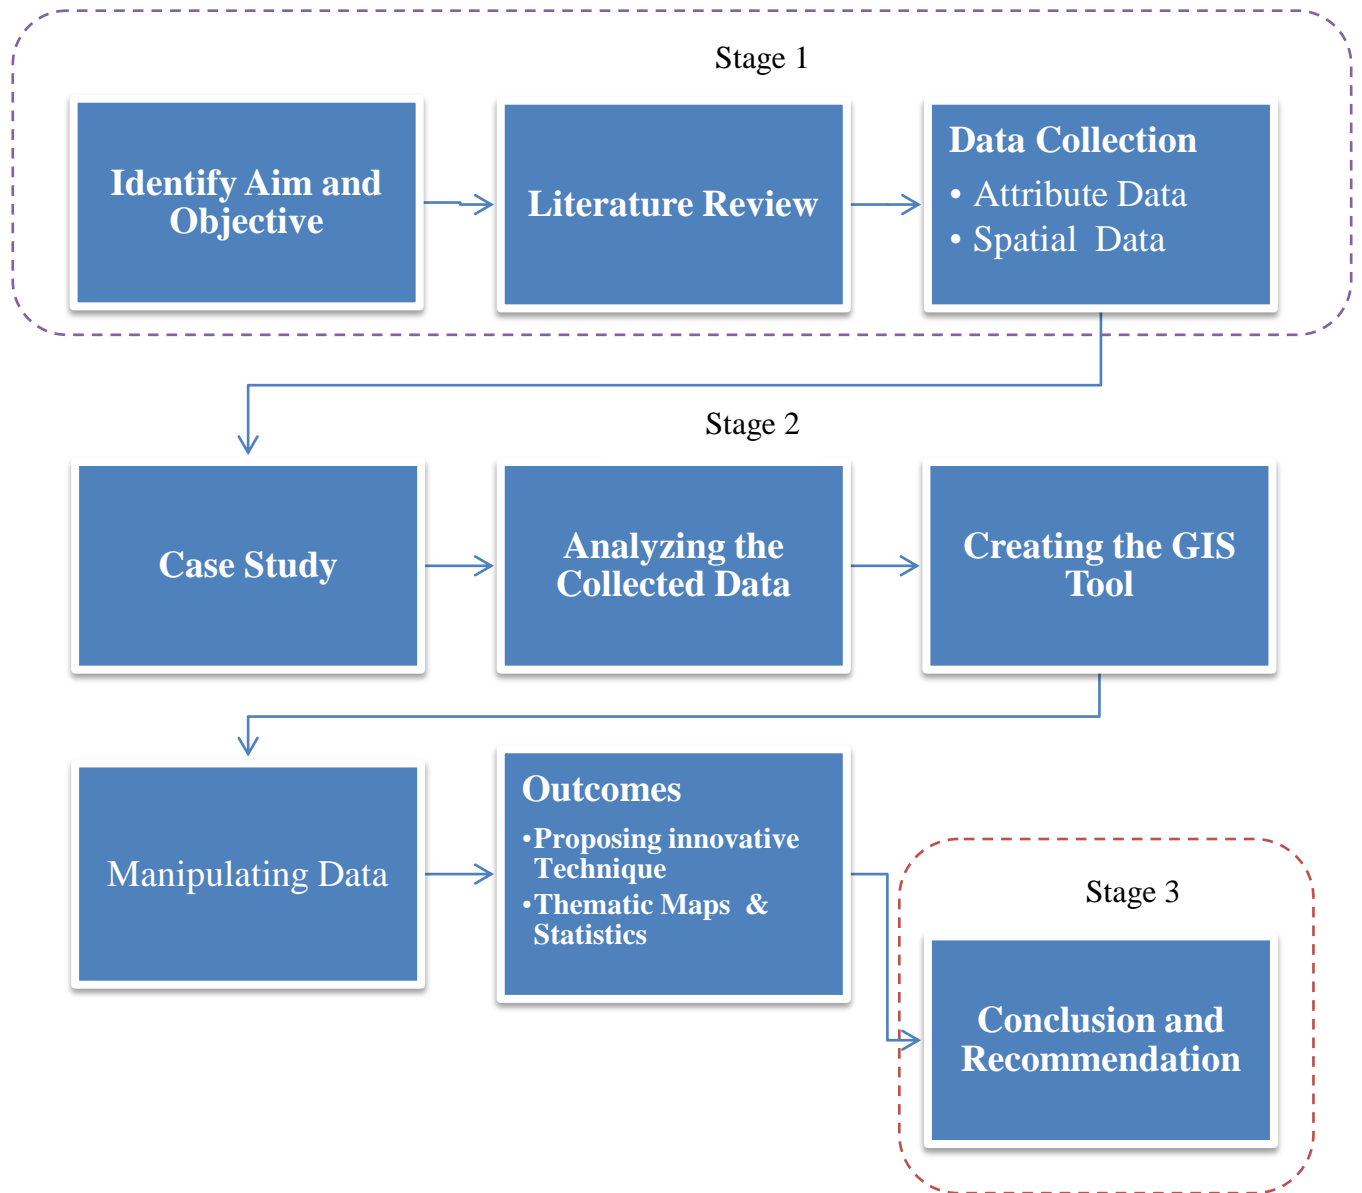 Stage 1
Identify Aim and
Objective
Literature Review
Data Collection
• Attribute Data
• Spatial Data
Stage 2
Case Study
Analyzing the
Collected Data
Creating the GIS
Tool
Manipulating Data
Outcomes
•Proposing innovative
Technique
•Thematic Maps &
Statistics
Stage 3
Conclusion and
Recommendation